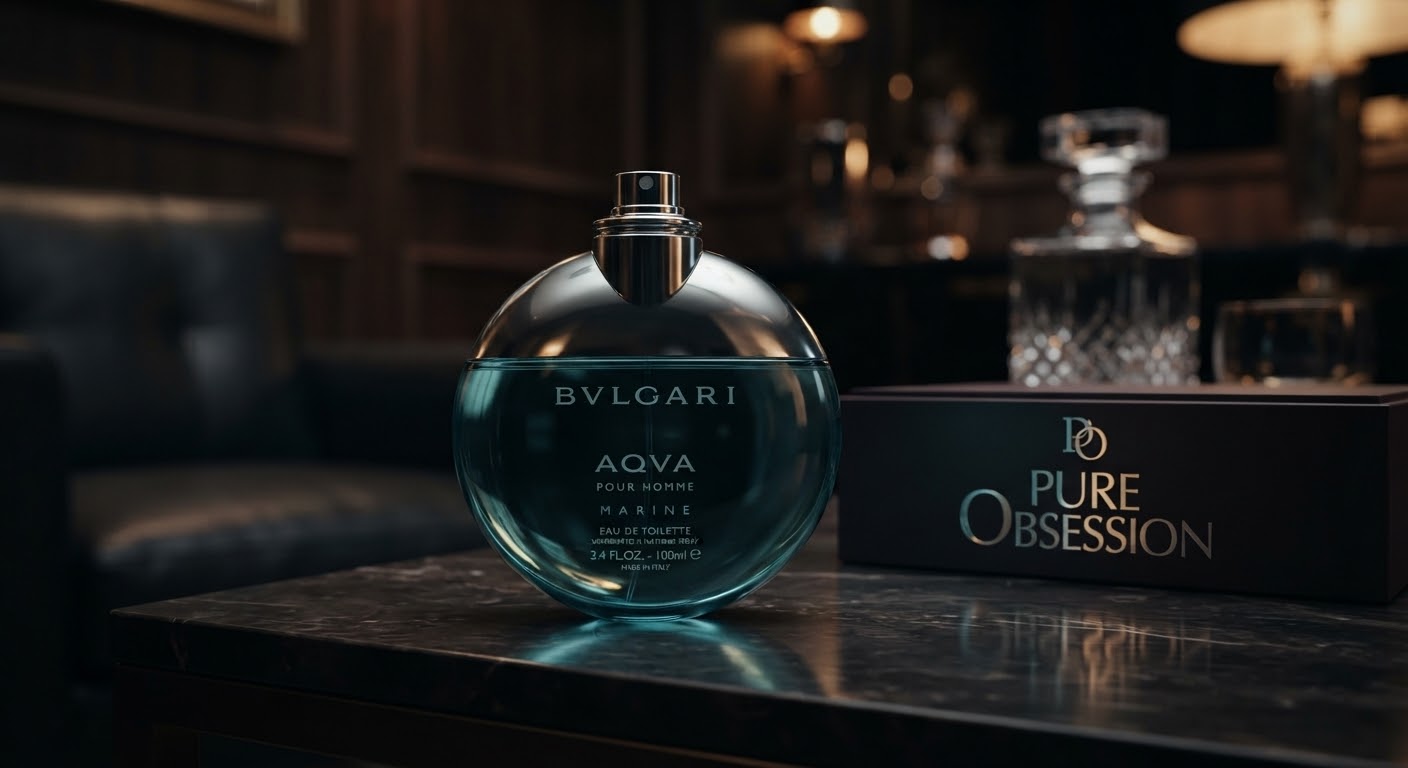 BVLGARI
AQVA
POUR HOMME
MARINE
EAU DE TOILETTE
3.4 FL.OZ. - 100ml e
MADE IN ITALY
PO
PURE
OBSESSION